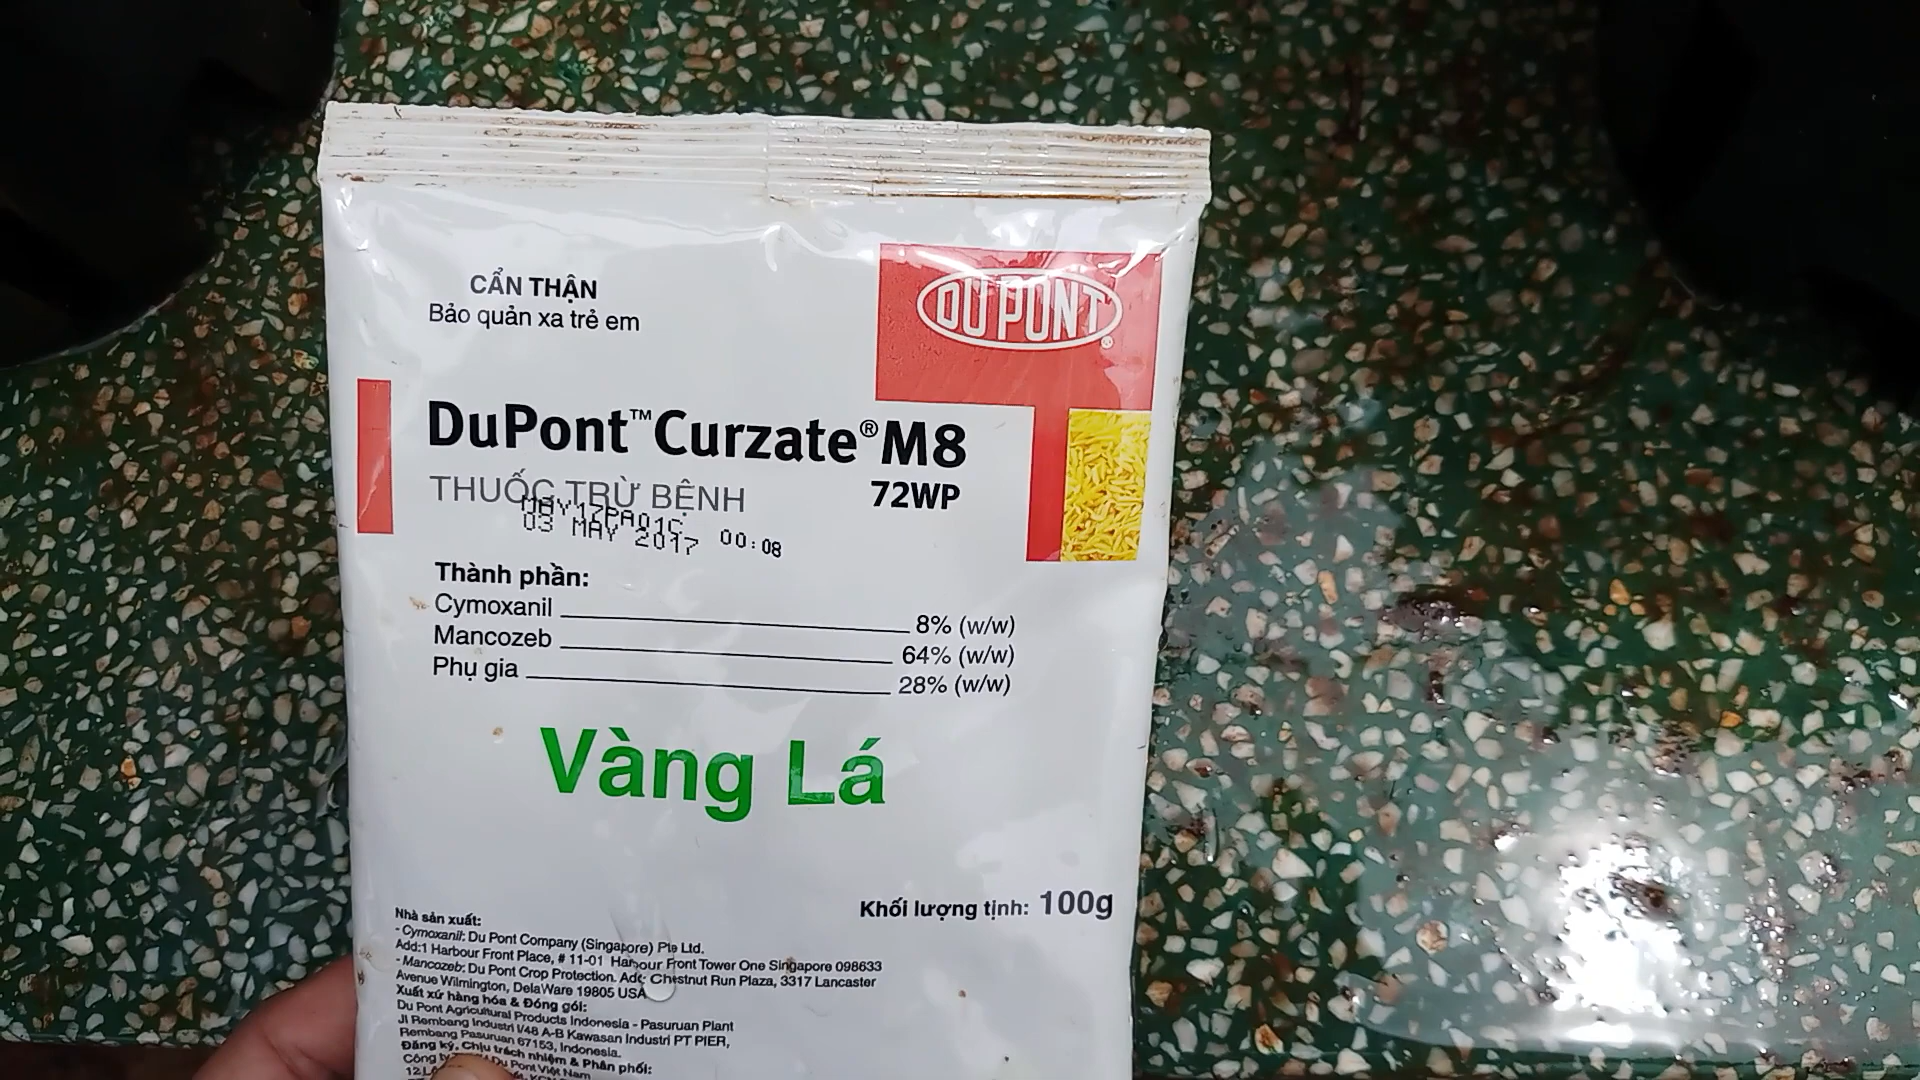 CẨN THẬN
Bảo quản xa trẻ em
DU PONT®
DuPont™ Curzate® M8
THUỐC TRỪ BỆNH 72WP
MAY17PA01C
03 MAY 2017 00:08
Thành phần:
Cymoxanil 8% (w/w)
Mancozeb 64% (w/w)
Phụ gia 28% (w/w)
Vàng Lá
Khối lượng tịnh: 100g
Nhà sản xuất:
- Cymoxanil: Du Pont Company (Singapore) Pte Ltd.
Add:1 Harbour Front Place, # 11-01 Harbour Front Tower One Singapore 098633
- Mancozeb: Du Pont Crop Protection. Add: Chestnut Run Plaza, 3317 Lancaster
Avenue Wilmington, DelaWare 19805 USA
Xuất xứ hàng hóa & Đóng gói:
Du Pont Agricultural Products Indonesia - Pasuruan Plant
Jl Rembang Industri I/48 A-B Kawasan Industri PT PIER,
Rembang Pasuruan 67153, Indonesia.
Đăng ký, Chịu trách nhiệm & Phân phối:
Công ty Du Pont Việt Nam